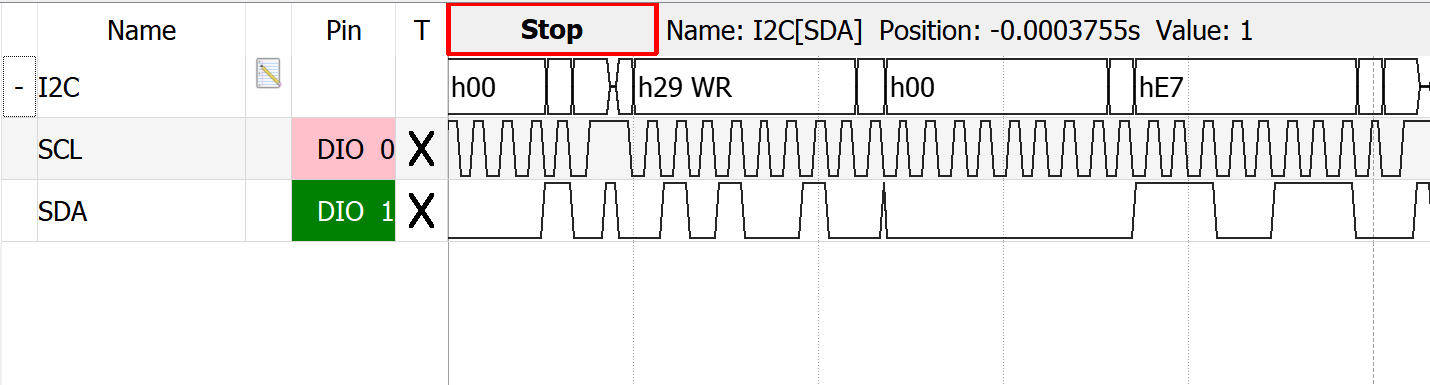 Name Pin T Stop Name: I2C[SDA] Position: -0.0003755s Value: 1
- I2C h00 h29 WR h00 hE7
SCL DIO 0 X
SDA DIO 1 X